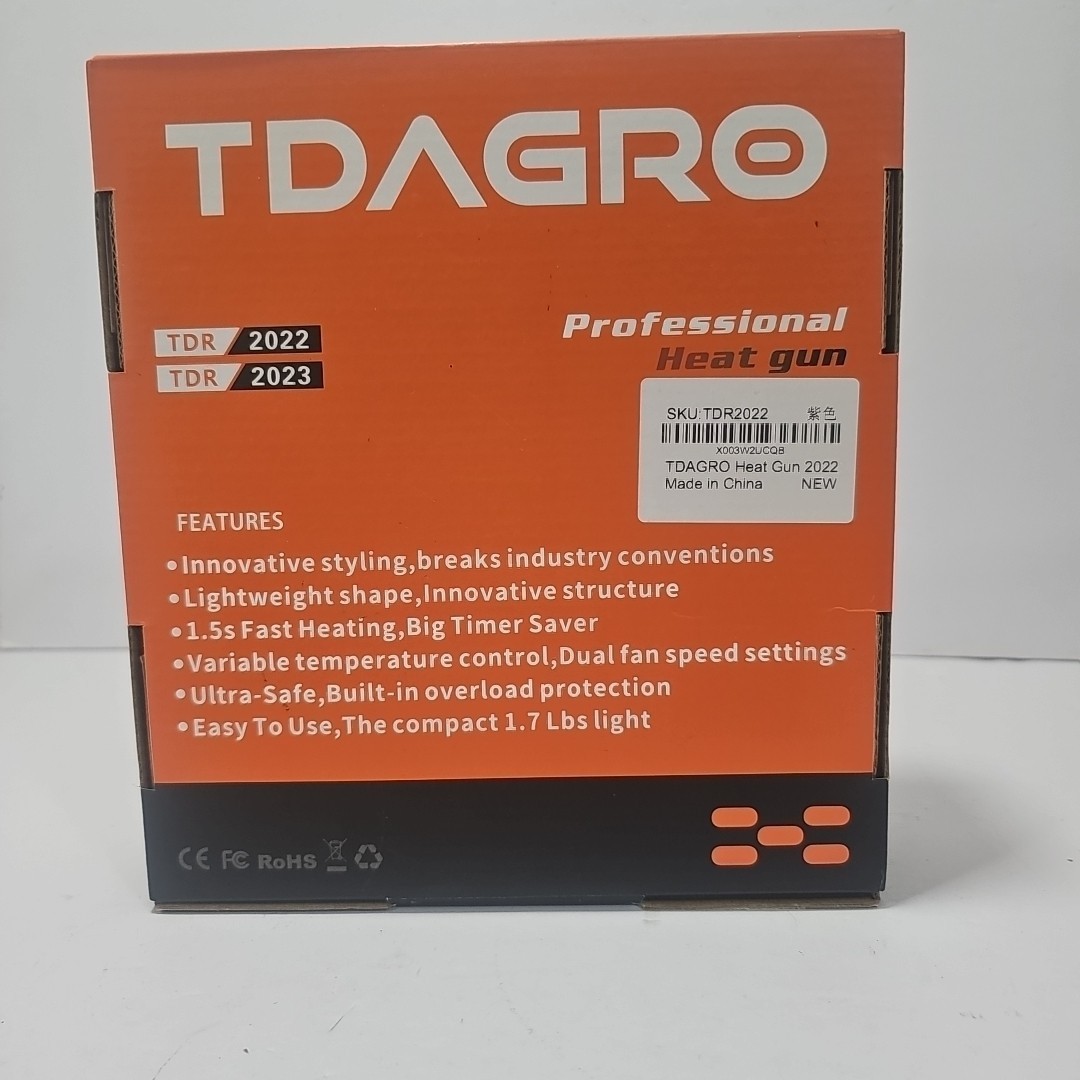 TDAGRO
TDR 2022
TDR 2023
Professional
Heat gun
SKU:TDR2022 紫色
X003W2UCQB
TDAGRO Heat Gun 2022
Made in China NEW
FEATURES
•Innovative styling,breaks industry conventions
•Lightweight shape,Innovative structure
•1.5s Fast Heating,Big Timer Saver
•Variable temperature control,Dual fan speed settings
•Ultra-Safe,Built-in overload protection
•Easy To Use,The compact 1.7 Lbs light
CE FC RoHS